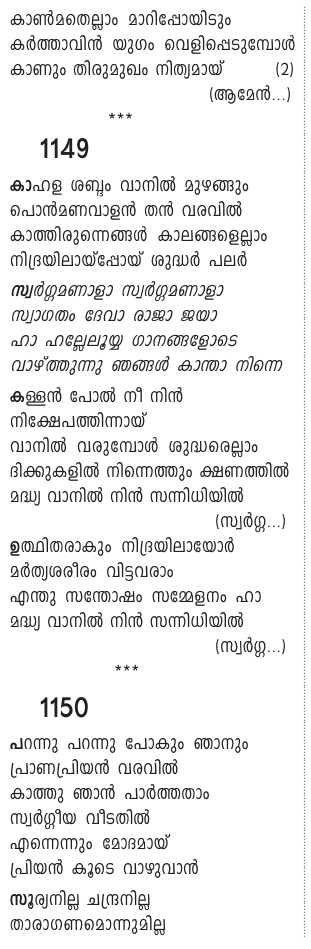 കാൺമതെല്ലാം മാറിപ്പോയിടും
കർത്താവിൻ യുഗം വെളിപ്പെടുമ്പോൾ
കാണും തിരുമുഖം നിത്യമായ് (2)
(ആമേൻ...)
***
1149
കാഹള ശബ്ദം വാനിൽ മുഴങ്ങും
പൊൻമണവാളൻ തൻ വരവിൽ
കാത്തിരുന്നെങ്ങൾ കാലങ്ങളെല്ലാം
നിദ്രയിലായ്പ്പോയ് ശുദ്ധർ പലർ
സ്വർഗ്ഗമണാളാ സ്വർഗ്ഗമണാളാ
സ്വാഗതം ദേവാ രാജാ ജയാ
ഹാ ഹല്ലേലൂയ്യ ഗാനങ്ങളോടെ
വാഴ്ത്തുന്നു ഞങ്ങൾ കാന്താ നിന്നെ
കള്ളൻ പോൽ നീ നിൻ
നിക്ഷേപത്തിന്നായ്
വാനിൽ വരുമ്പോൾ ശുദ്ധരെല്ലാം
ദിക്കുകളിൽ നിന്നെത്തും ക്ഷണത്തിൽ
മദ്ധ്യ വാനിൽ നിൻ സന്നിധിയിൽ
(സ്വർഗ്ഗ...)
ഉത്ഥിതരാകും നിദ്രയിലായോർ
മർത്യശരീരം വിട്ടവരാം
എന്തു സന്തോഷം സമ്മേളനം ഹാ
മദ്ധ്യ വാനിൽ നിൻ സന്നിധിയിൽ
(സ്വർഗ്ഗ...)
***
1150
പറന്നു പറന്നു പോകും ഞാനും
പ്രാണപ്രിയൻ വരവിൽ
കാത്തു ഞാൻ പാർത്തതാം
സ്വർഗ്ഗീയ വീടതിൽ
എന്നെന്നും മോദമായ്
പ്രിയൻ കൂടെ വാഴുവാൻ
സൂര്യനില്ല ചന്ദ്രനില്ല
താരാഗണമൊന്നുമില്ല